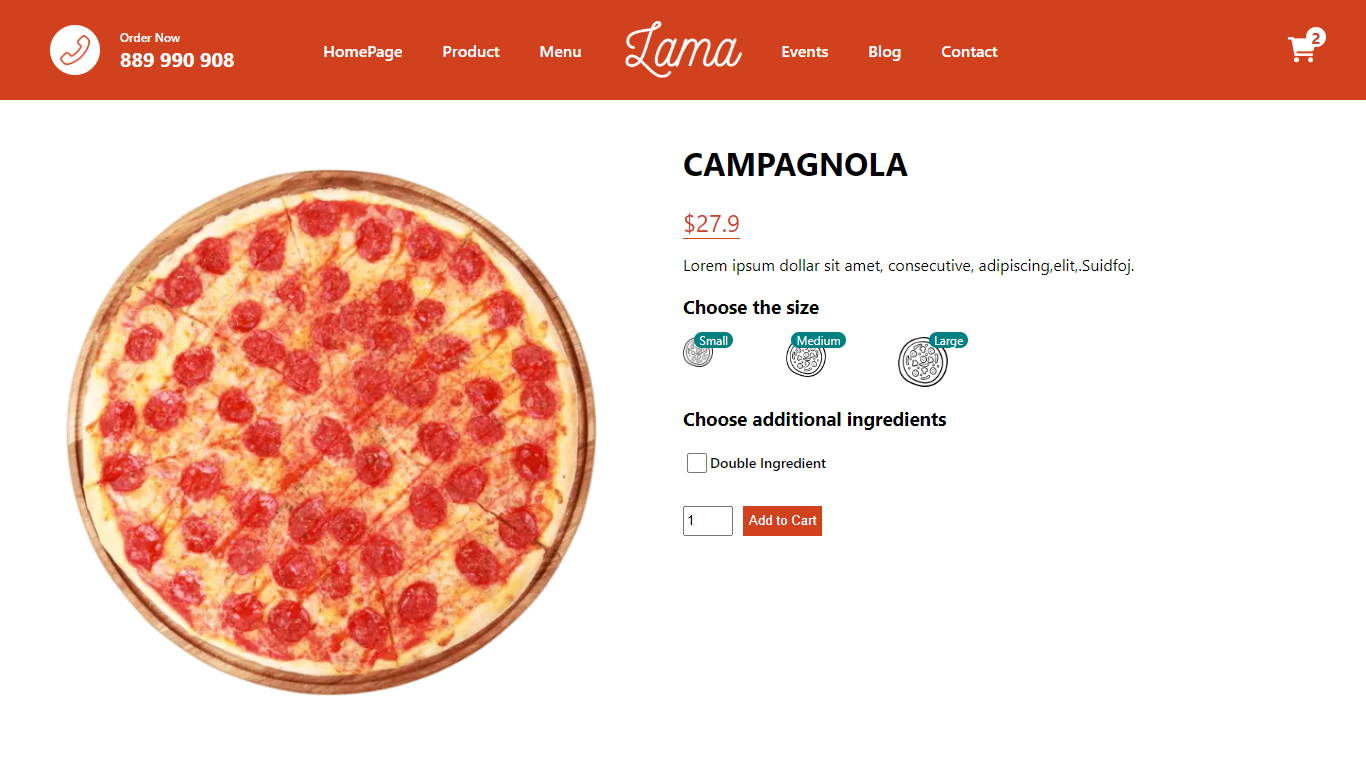 Order Now
889 990 908
HomePage Product Menu Lama Events Blog Contact
2
CAMPAGNOLA
$27.9
Lorem ipsum dollar sit amet, consecutive, adipiscing,elit,.Suidfoj.
Choose the size
Small Medium Large
Choose additional ingredients
Double Ingredient
1 Add to Cart